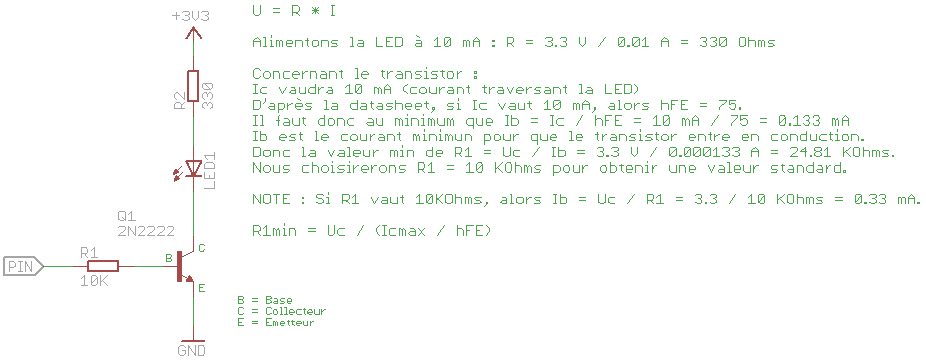 +3V3
U = R * I
Alimentons la LED à 10 mA : R = 3.3 V / 0.01 A = 330 Ohms
R2
330
Concernant le transistor :
Ic vaudra 10 mA (courant traversant la LED)
D'après la datasheet, si Ic vaut 10 mA, alors hFE = 75.
Il faut donc au minimum que Ib = Ic / hFE = 10 mA / 75 = 0.133 mA
Ib est le courant minimum pour que le transistor entre en conduction.
Donc la valeur min de R1 = Uc / Ib = 3.3 V / 0.000133 A = 24.81 KOhms.
Nous choisirerons R1 = 10 KOhms pour obtenir une valeur standard.
LED1
NOTE : Si R1 vaut 10KOhms, alors Ib = Uc / R1 = 3.3 / 10 KOhms = 0.33 mA.
R1min = Uc / (Icmax / hFE)
Q1
2N2222
C
B
E
R1
10K
PIN
B = Base
C = Collecteur
E = Emetteur
GND